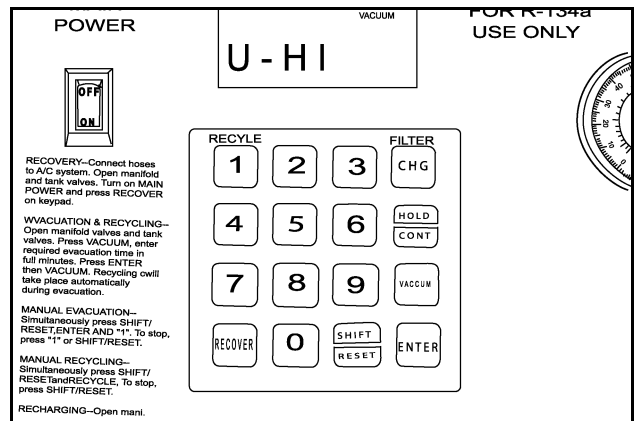 POWER
VACUUM
FOR R-134a
USE ONLY
U-HI
OFF
ON
40
30
20
10
0
RECOVERY--Connect hoses
to A/C system. Open manifold
and tank valves. Turn on MAIN
POWER and press RECOVER
on keypad.
WVACUATION & RECYCLING--
Open manifold valves and tank
valves. Press VACUUM, enter
required evacuation time in
full minutes. Press ENTER
then VACUUM. Recycling cwill
take place automatically
during evacuation.
MANUAL EVACUATION--
Simultaneously press SHIFT/
RESET,ENTER AND "1". To stop,
press "1" or SHIFT/RESET.
MANUAL RECYCLING--
Simultaneously press SHIFT/
RESETandRECYCLE, To stop,
press SHIFT/RESET.
RECHARGING--Open mani.
RECYLE
FILTER
1 2 3 CHG
4 5 6 HOLD
CONT
7 8 9 VACCUM
RECOVER 0 SHIFT
RESET ENTER